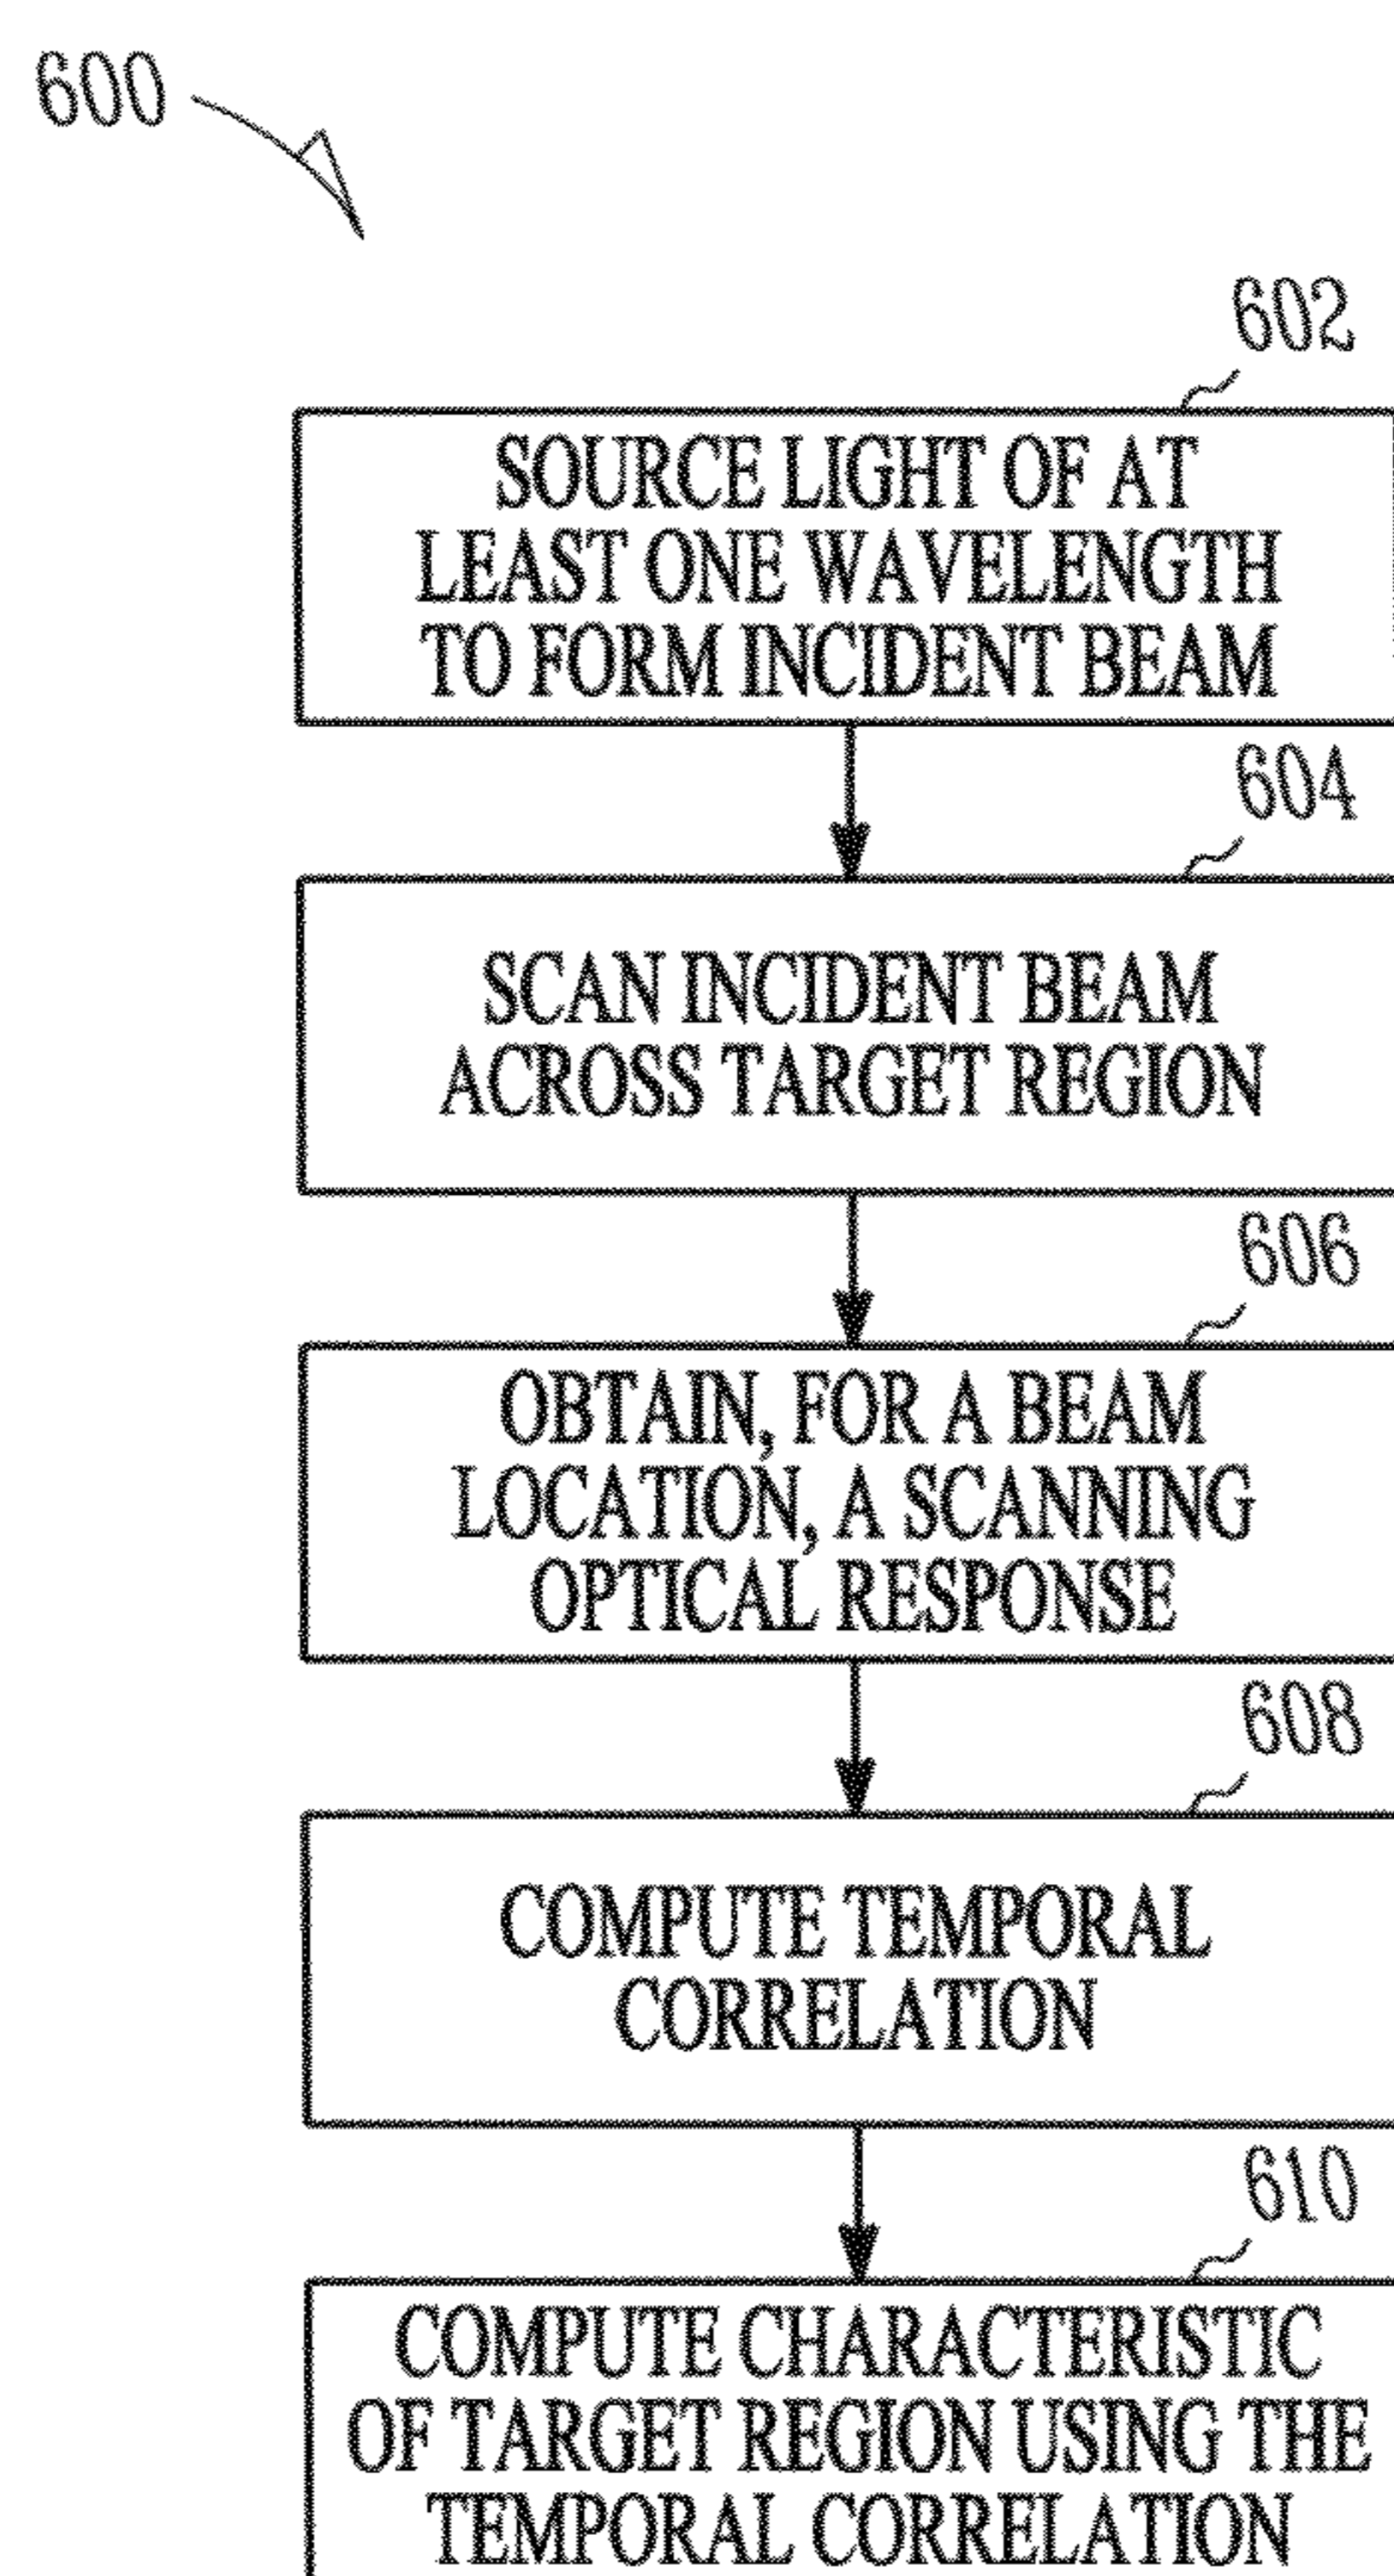 600
602
SOURCE LIGHT OF AT
LEAST ONE WAVELENGTH
TO FORM INCIDENT BEAM
604
SCAN INCIDENT BEAM
ACROSS TARGET REGION
606
OBTAIN, FOR A BEAM
LOCATION, A SCANNING
OPTICAL RESPONSE
608
COMPUTE TEMPORAL
CORRELATION
610
COMPUTE CHARACTERISTIC
OF TARGET REGION USING THE
TEMPORAL CORRELATION